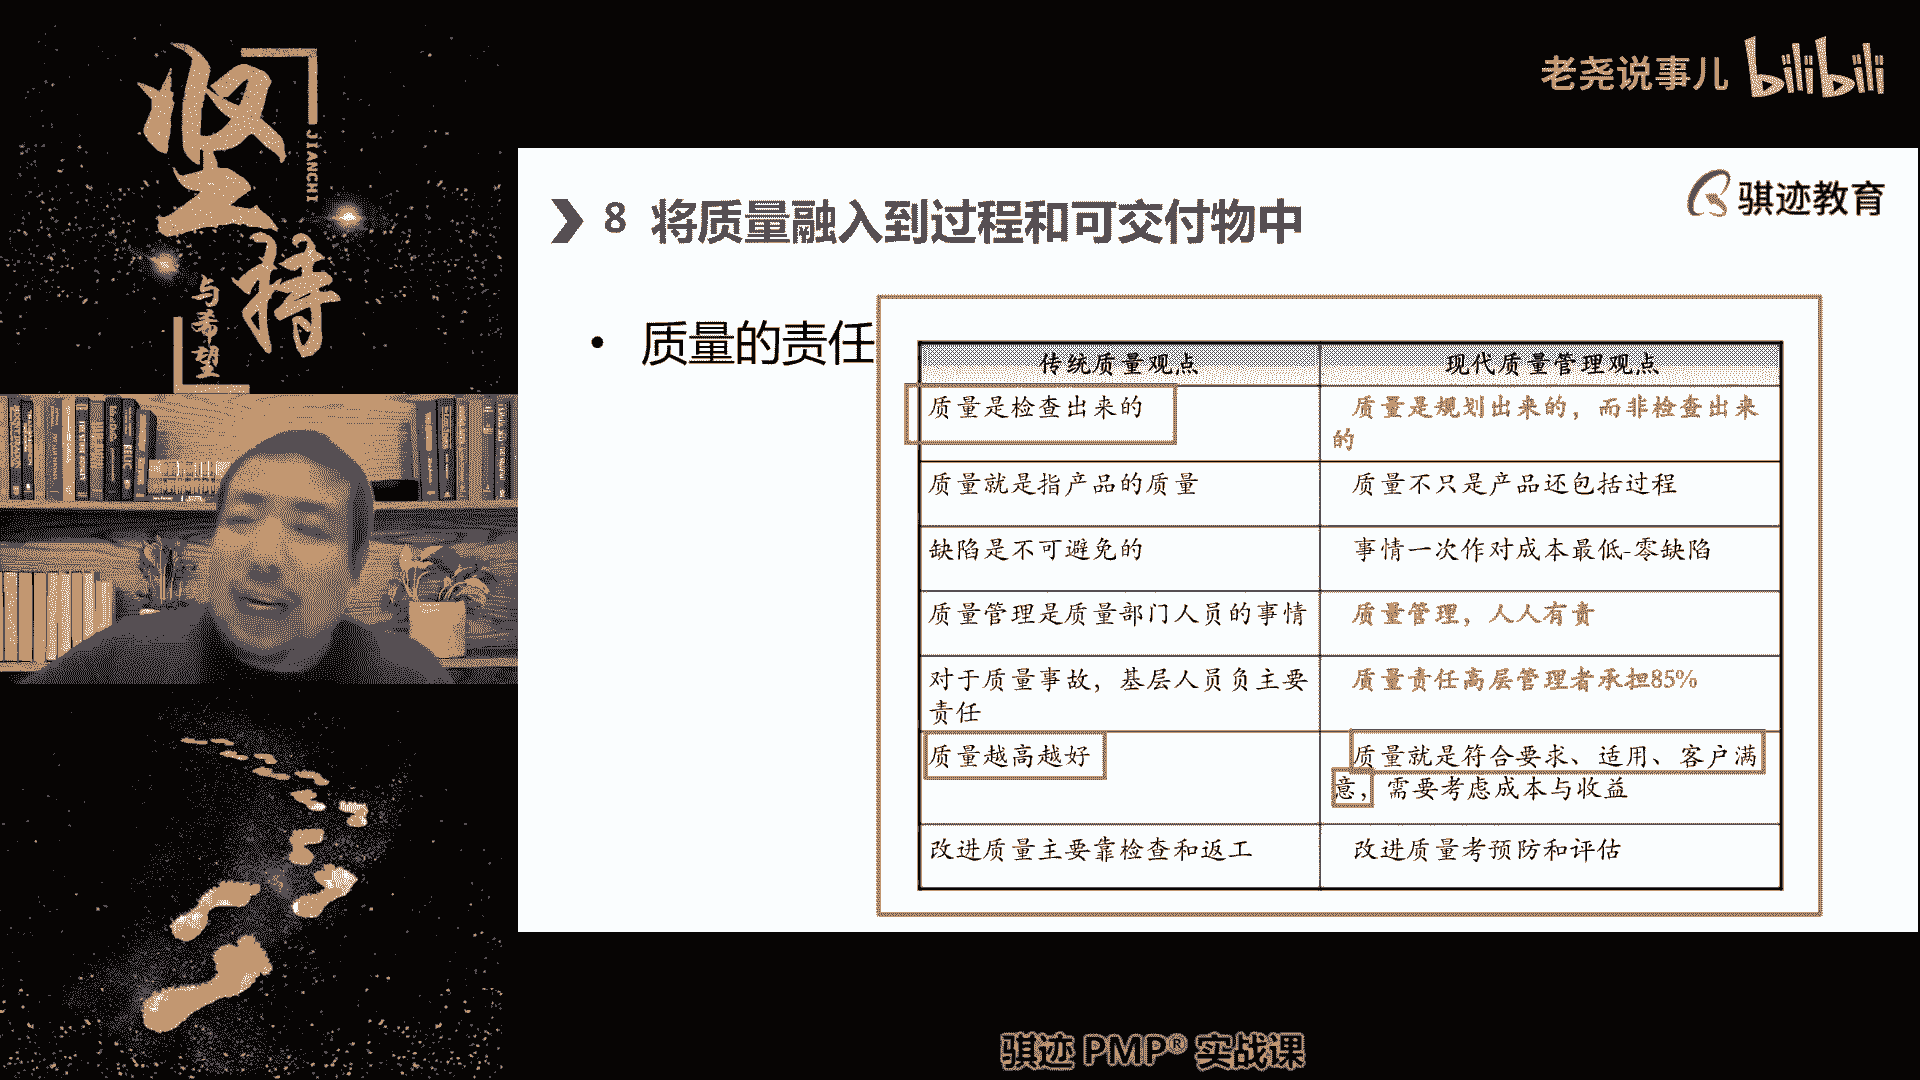 坚持
JIANCHI
与希望
老尧说事儿 bilibili
骐迹教育
8 将质量融入到过程和可交付物中
• 质量的责任
传统质量观点
现代质量管理观点
质量是检查出来的
质量是规划出来的，而非检查出来
的
质量就是指产品的质量
质量不只是产品还包括过程
缺陷是不可避免的
事情一次作对成本最低-零缺陷
质量管理是质量部门人员的事情
质量管理，人人有责
对于质量事故，基层人员负主要
责任
质量责任高层管理者承担85%
质量越高越好
质量就是符合要求、适用、客户满
意，需要考虑成本与收益
改进质量主要靠检查和返工
改进质量考预防和评估
骐迹 PMP® 实战课